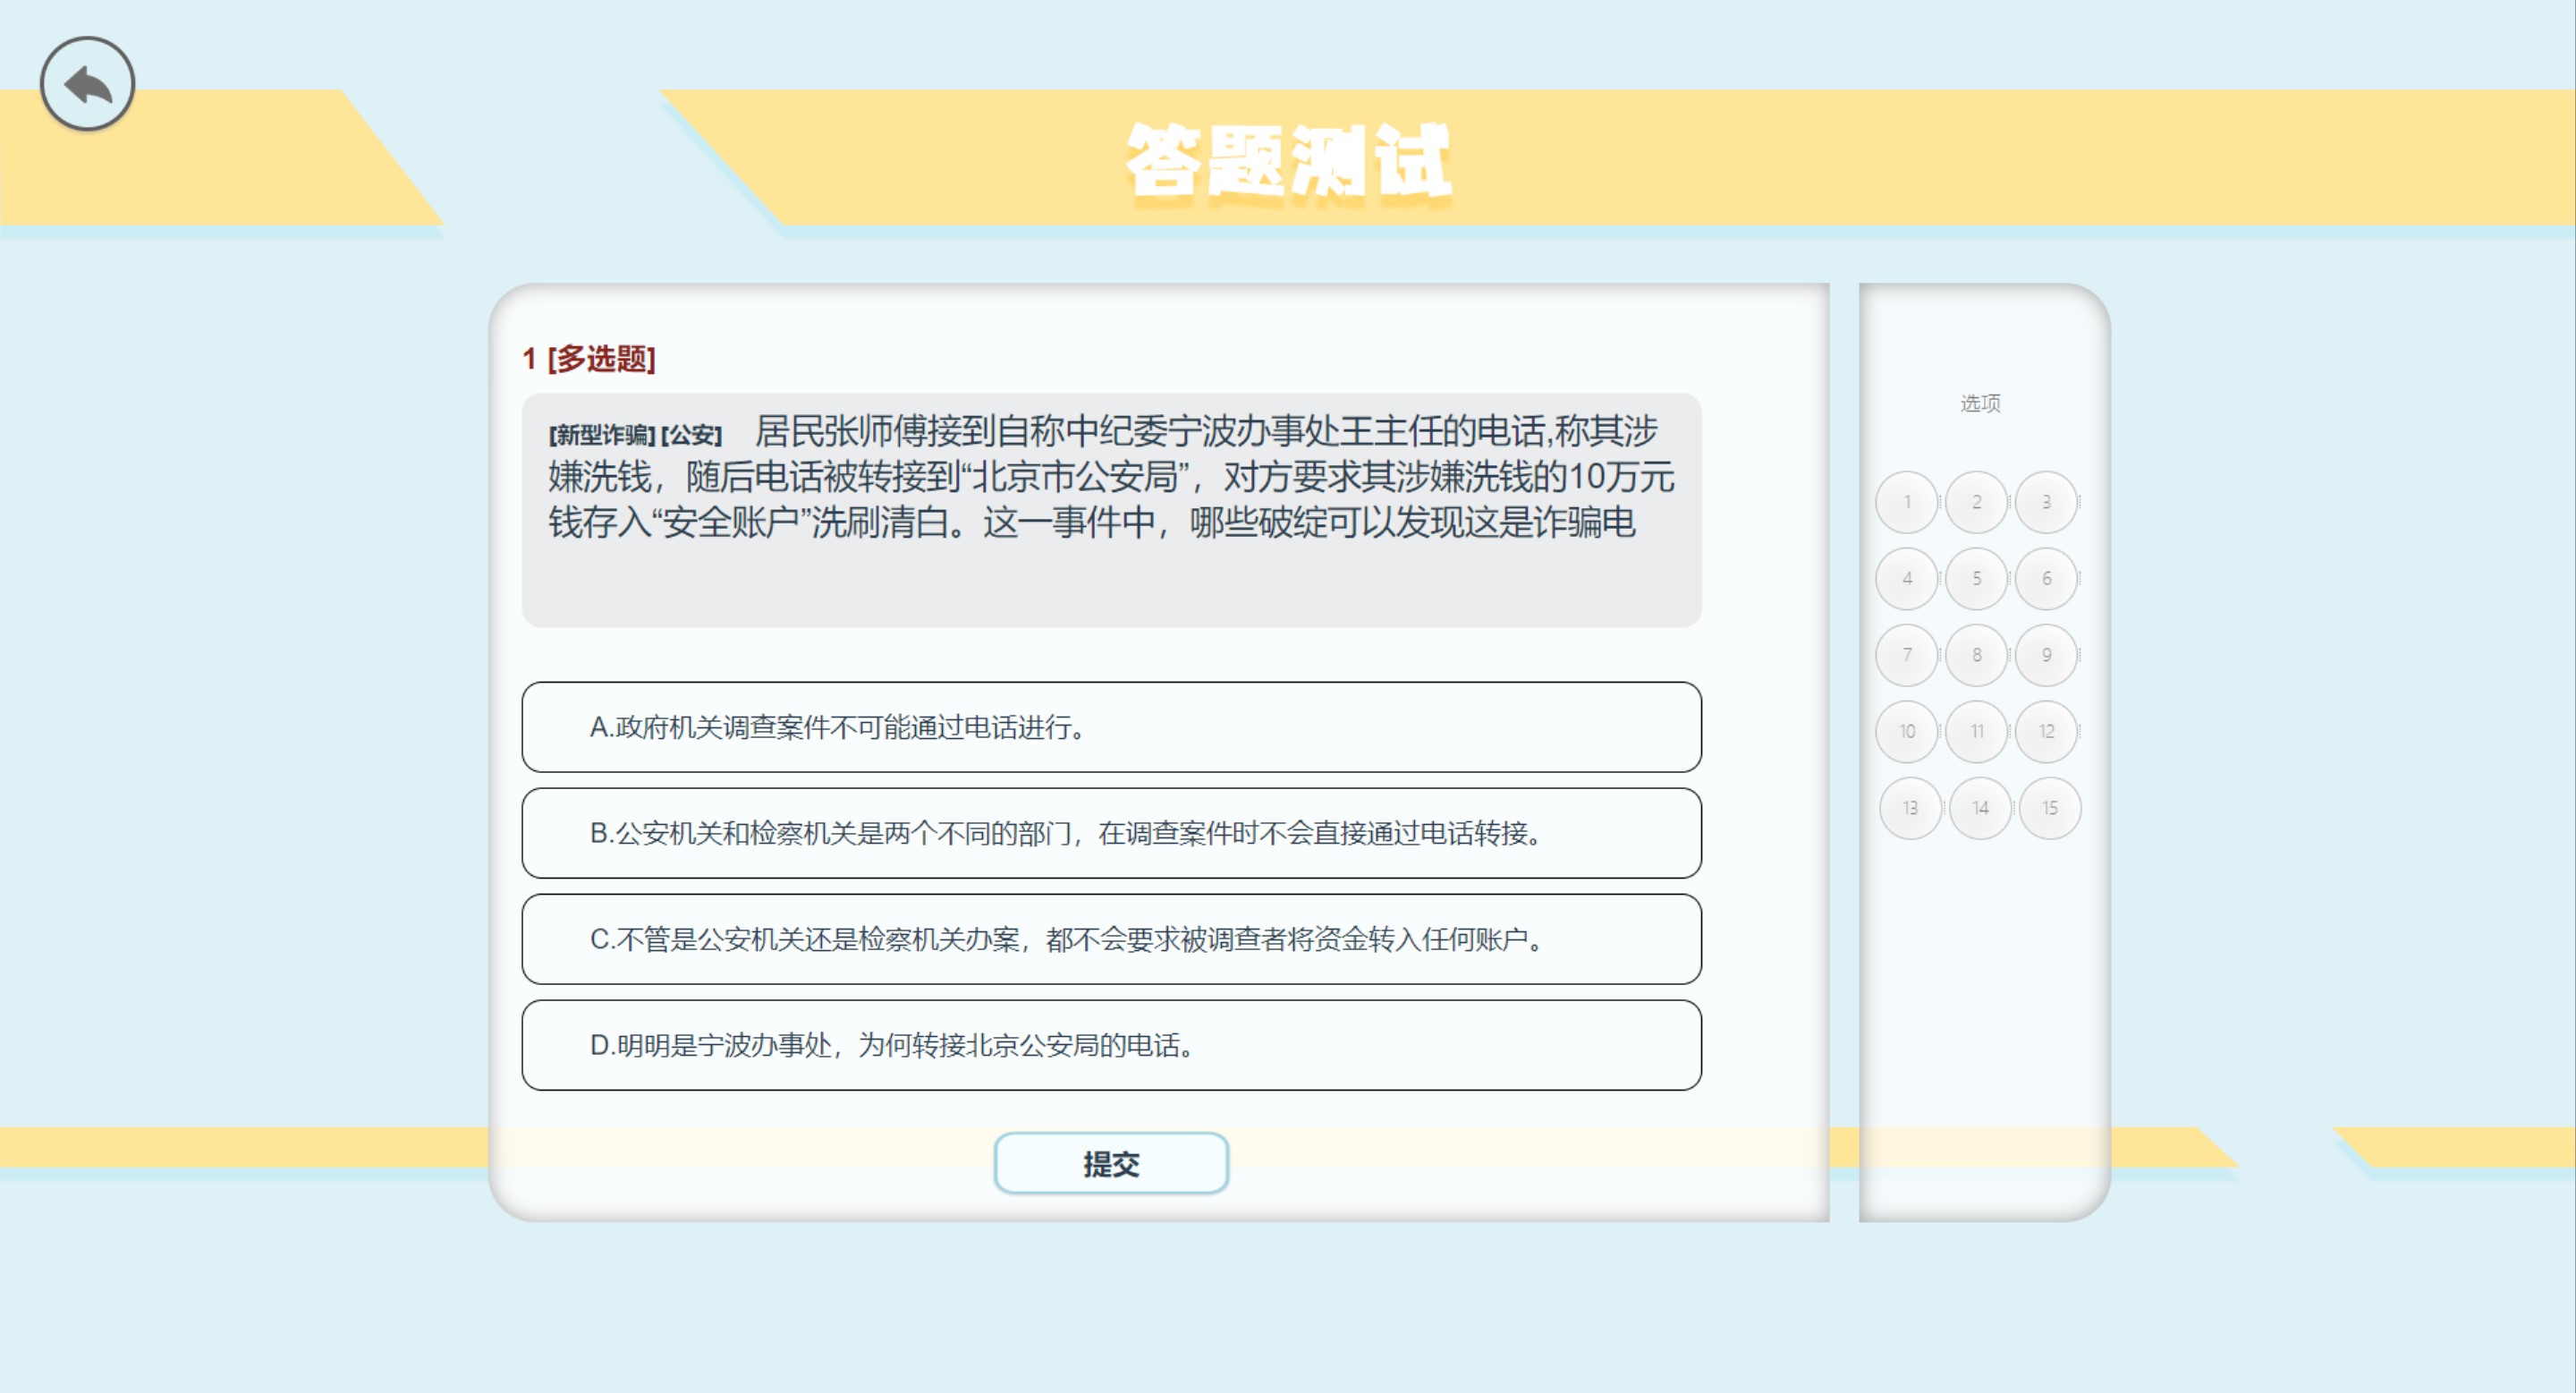 答题测试
1 [多选题]
[新型诈骗] [公安] 居民张师傅接到自称中纪委宁波办事处王主任的电话,称其涉
嫌洗钱，随后电话被转接到“北京市公安局”，对方要求其涉嫌洗钱的10万元
钱存入“安全账户”洗刷清白。这一事件中，哪些破绽可以发现这是诈骗电
A.政府机关调查案件不可能通过电话进行。
B.公安机关和检察机关是两个不同的部门，在调查案件时不会直接通过电话转接。
C.不管是公安机关还是检察机关办案，都不会要求被调查者将资金转入任何账户。
D.明明是宁波办事处，为何转接北京公安局的电话。
提交
选项
1 2 3
4 5 6
7 8 9
10 11 12
13 14 15